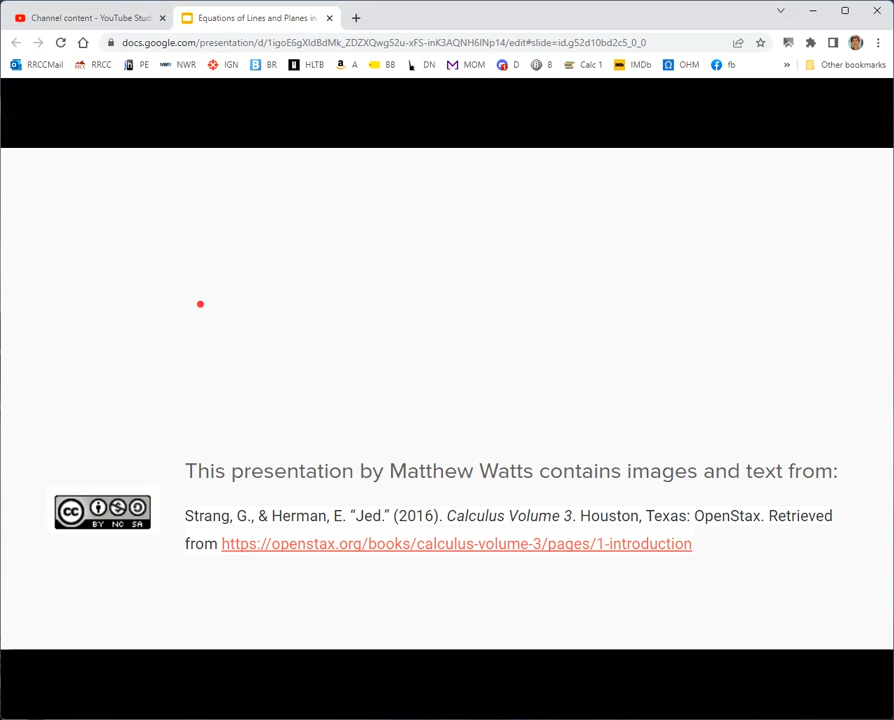 Channel content - YouTube Stud
Equations of Lines and Planes in
docs.google.com/presentation/d/1igoE6gXldBdMk_ZDZXQwg52u-xFS-inK3AQNH6INp14/edit#slide=id.g52d10bd2c5_0_0
RRCCMail RRCC PE NWR IGN BR HLTB A BB DN MOM D B Calc 1 IMDb OHM fb » Other bookmarks
This presentation by Matthew Watts contains images and text from:
cc BY NC SA
Strang, G., & Herman, E. “Jed.” (2016). Calculus Volume 3. Houston, Texas: OpenStax. Retrieved
from https://openstax.org/books/calculus-volume-3/pages/1-introduction